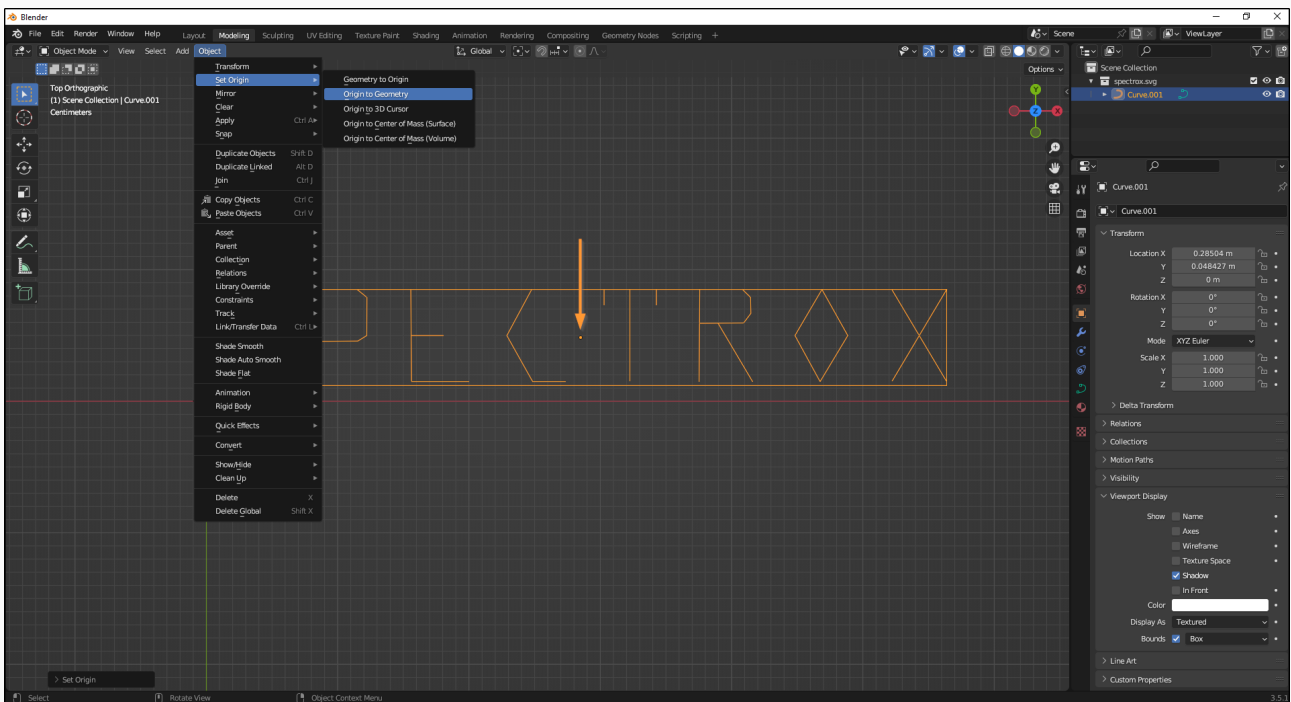 Blender
File Edit Render Window Help Layout Modeling Sculpting UV Editing Texture Paint Shading Animation Rendering Compositing Geometry Nodes Scripting + Scene ViewLayer
Object Mode View Select Add Object Global
Options
Top Orthographic
(1) Scene Collection | Curve.001
Centimeters
Transform
Set Origin
Mirror
Clear
Apply Ctrl A
Snap
Duplicate Objects Shift D
Duplicate Linked Alt D
Join Ctrl J
Copy Objects Ctrl C
Paste Objects Ctrl V
Asset
Parent
Collection
Relations
Library Override
Constraints
Track
Link/Transfer Data Ctrl L
Shade Smooth
Shade Auto Smooth
Shade Flat
Animation
Rigid Body
Quick Effects
Convert
Show/Hide
Clean Up
Delete X
Delete Global Shift X
Geometry to Origin
Origin to Geometry
Origin to 3D Cursor
Origin to Center of Mass (Surface)
Origin to Center of Mass (Volume)
Y
Z X
PECTROX
Set Origin
Scene Collection
spectrox.svg
Curve.001
Curve.001
Curve.001
Transform
Location X 0.28504 m
Y 0.048427 m
Z 0 m
Rotation X 0°
Y 0°
Z 0°
Mode XYZ Euler
Scale X 1.000
Y 1.000
Z 1.000
Delta Transform
Relations
Collections
Motion Paths
Visibility
Viewport Display
Show Name
Axes
Wireframe
Texture Space
Shadow
In Front
Color
Display As Textured
Bounds Box
Line Art
Custom Properties
Select Rotate View Object Context Menu 3.5.1